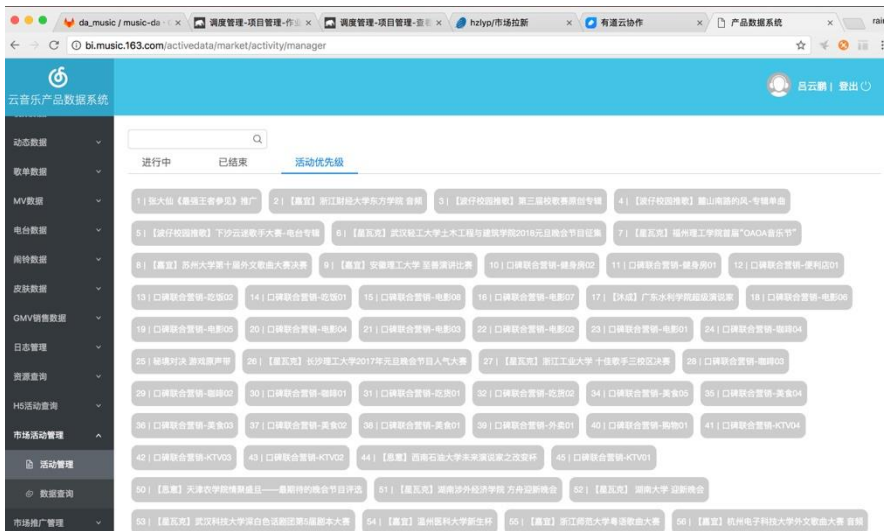 da_music / music-da
调度管理-项目管理-作业
调度管理-项目管理-查看
hzlyp/市场拉新
有道云协作
产品数据系统
rain
bi.music.163.com/activedata/market/activity/manager
云音乐产品数据系统
吕云鹏 | 登出
动态数据
歌单数据
MV数据
电台数据
闹铃数据
皮肤数据
GMV销售数据
日志管理
资源查询
H5活动查询
市场活动管理
活动管理
数据查询
市场推广管理
进行中 已结束 活动优先级
1 | 张大仙《最强王者参见》推广 2 | 【嘉宜】浙江财经大学东方学院 音频 3 | 【波仔校园推歌】第三届校歌赛原创专辑 4 | 【波仔校园推歌】麓山南路的风-专辑单曲
5 | 【波仔校园推歌】下沙云迷歌手大赛-电台专辑 6 | 【星瓦克】武汉轻工大学土木工程与建筑学院2018元旦晚会节目征集 7 | 【星瓦克】福州理工学院首届"OAOA音乐节"
8 | 【嘉宜】苏州大学第十届外文歌曲大赛决赛 9 | 【嘉宜】安徽理工大学 至善演讲比赛 10 | 口碑联合营销-健身房02 11 | 口碑联合营销-健身房01 12 | 口碑联合营销-便利店01
13 | 口碑联合营销-吃饭02 14 | 口碑联合营销-吃饭01 15 | 口碑联合营销-电影08 16 | 口碑联合营销-电影07 17 | 【沐成】广东水利学院超级演说家 18 | 口碑联合营销-电影06
19 | 口碑联合营销-电影05 20 | 口碑联合营销-电影04 21 | 口碑联合营销-电影03 22 | 口碑联合营销-电影02 23 | 口碑联合营销-电影01 24 | 口碑联合营销-咖啡04
25 | 秘境对决 游戏原声带 26 | 【星瓦克】长沙理工大学2017年元旦晚会节目人气大赛 27 | 【星瓦克】浙江工业大学 十佳歌手三校区决赛 28 | 口碑联合营销-咖啡03
29 | 口碑联合营销-咖啡02 30 | 口碑联合营销-咖啡01 31 | 口碑联合营销-吃货01 32 | 口碑联合营销-吃货02 34 | 口碑联合营销-美食05 35 | 口碑联合营销-美食04
36 | 口碑联合营销-美食03 37 | 口碑联合营销-美食02 38 | 口碑联合营销-美食01 39 | 口碑联合营销-外卖01 40 | 口碑联合营销-购物01 41 | 口碑联合营销-KTV04
42 | 口碑联合营销-KTV03 43 | 口碑联合营销-KTV02 44 | 【息慧】西南石油大学未来演说家之改变杯 45 | 口碑联合营销-KTV01
50 | 【息慧】天津农学院情聚盛旦——最期待的晚会节目评选 51 | 【星瓦克】湖南涉外经济学院 方舟迎新晚会 52 | 【星瓦克】 湖南大学 迎新晚会
53 | 【星瓦克】武汉科技大学深白色话剧团第5届剧本大赛 54 | 【嘉宜】温州医科大学新生杯 55 | 【嘉宜】浙江师范大学粤语歌曲大赛 56 | 【嘉宜】杭州电子科技大学外文歌曲大赛 音频